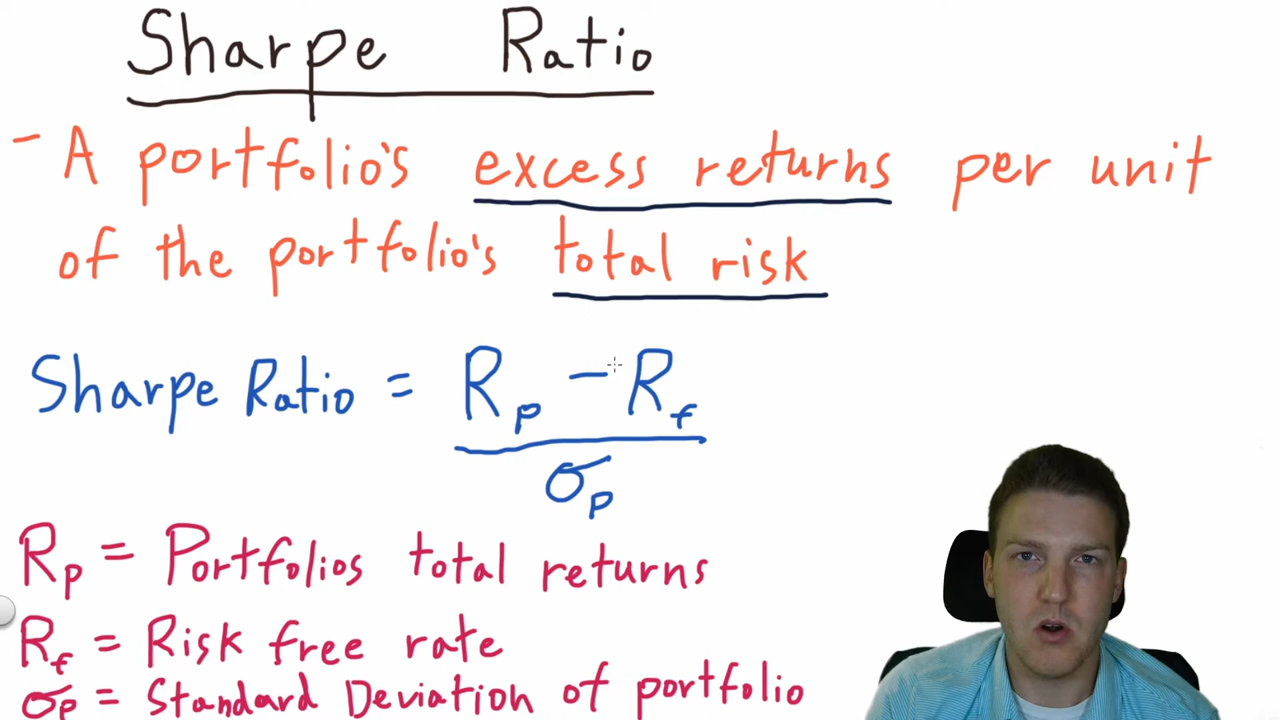 Sharpe Ratio
- A portfolio's excess returns per unit
of the portfolio's total risk
Sharpe Ratio = Rp - Rf
σp
Rp = Portfolios total returns
Rf = Risk free rate
σp = Standard Deviation of portfolio